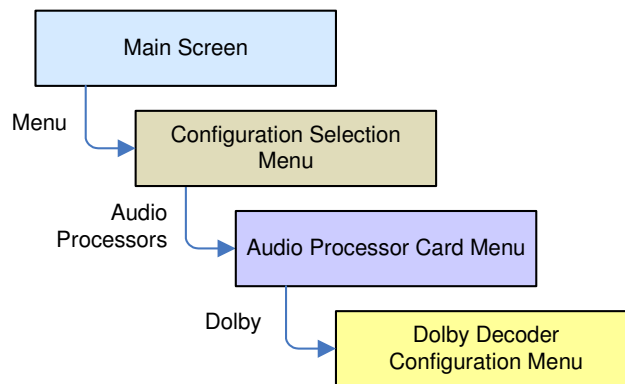 Main Screen
Menu
Configuration Selection
Menu
Audio
Processors
Audio Processor Card Menu
Dolby
Dolby Decoder
Configuration Menu